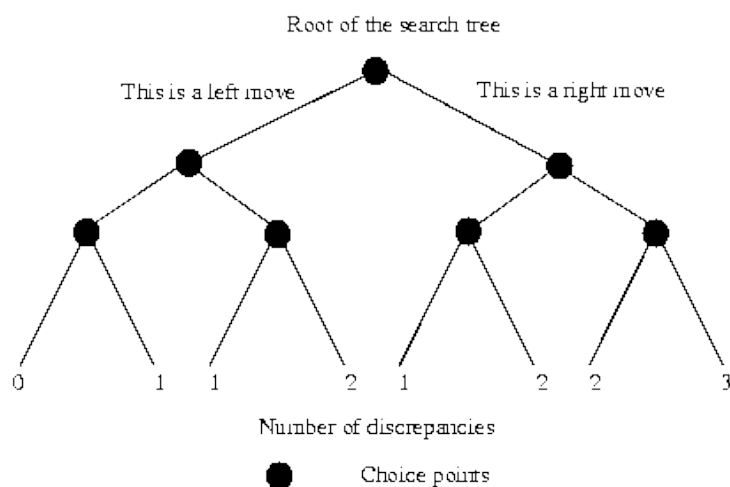 Root of the search tree
This is a left move
This is a right move
0 1 1 2 1 2 2 3
Number of discrepancies
Choice points